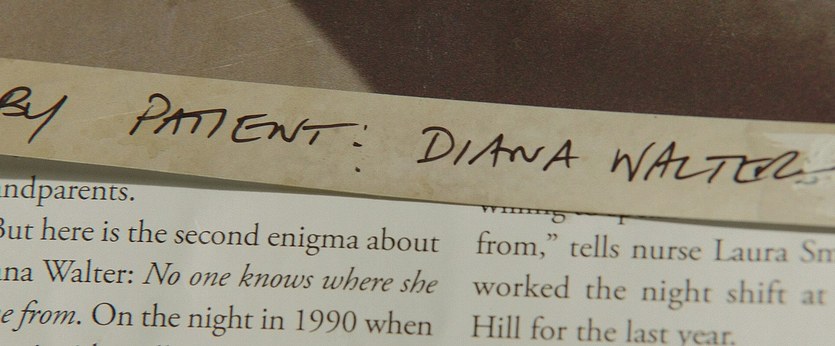 By PATIENT: DIANA WALTER
ndparents.
But here is the second enigma about
na Walter: No one knows where she
e from. On the night in 1990 when
from,” tells nurse Laura Sm
worked the night shift at
Hill for the last year.